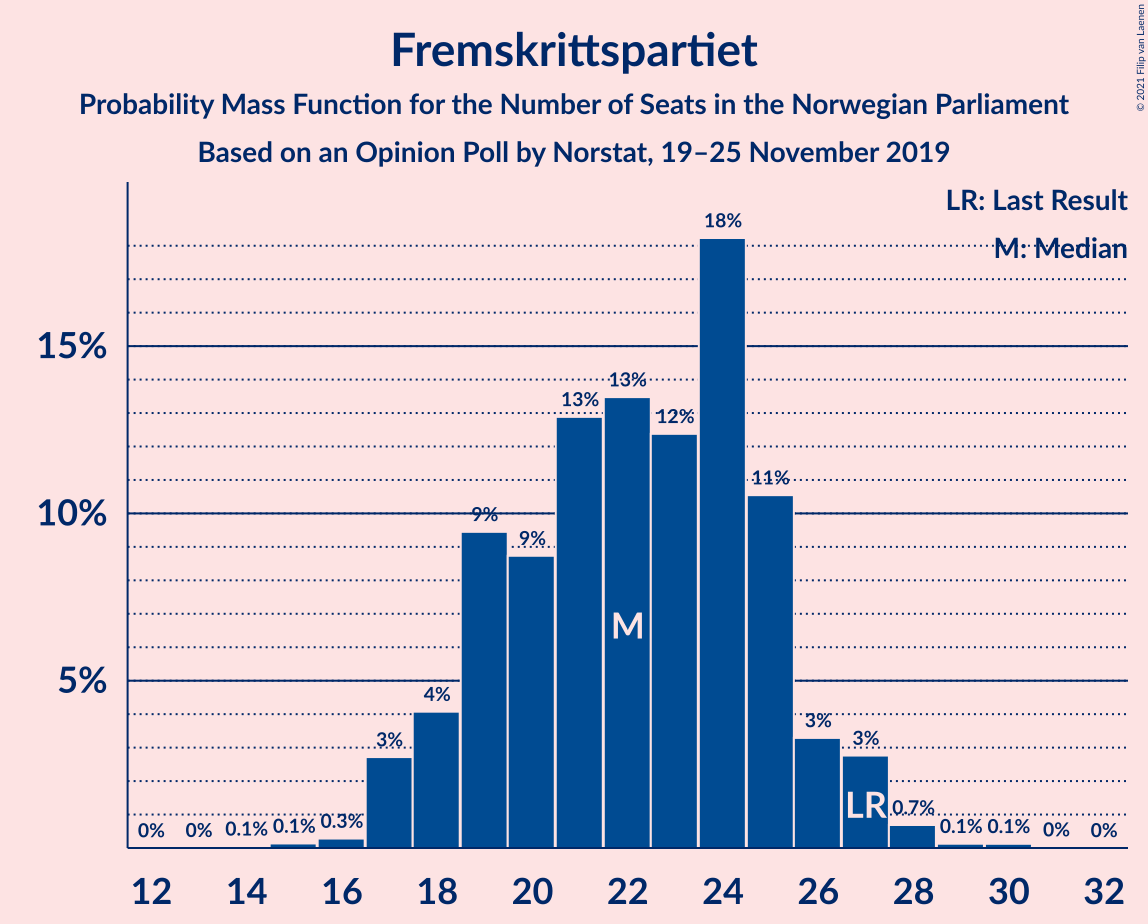 Fremskrittspartiet
Probability Mass Function for the Number of Seats in the Norwegian Parliament
Based on an Opinion Poll by Norstat, 19–25 November 2019
© 2021 Filip van Laenen
LR: Last Result
M: Median
15%
10%
5%
0%
0%
0.1%
0.1%
0.3%
3%
4%
9%
9%
13%
13%
12%
18%
11%
3%
3%
0.7%
0.1%
0.1%
0%
0%
M
LR
12 14 16 18 20 22 24 26 28 30 32